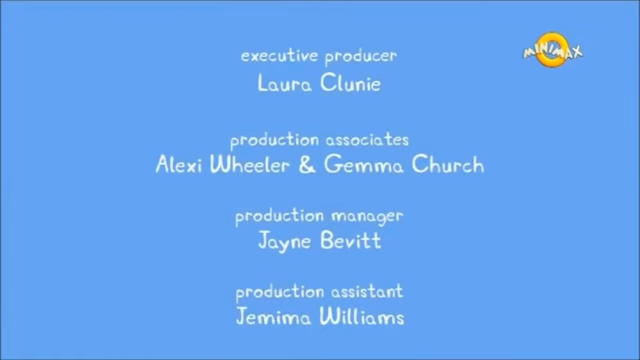 MINIMAX
executive producer
Laura Clunie
production associates
Alexi Wheeler & Gemma Church
production manager
Jayne Bevitt
production assistant
Jemima Williams